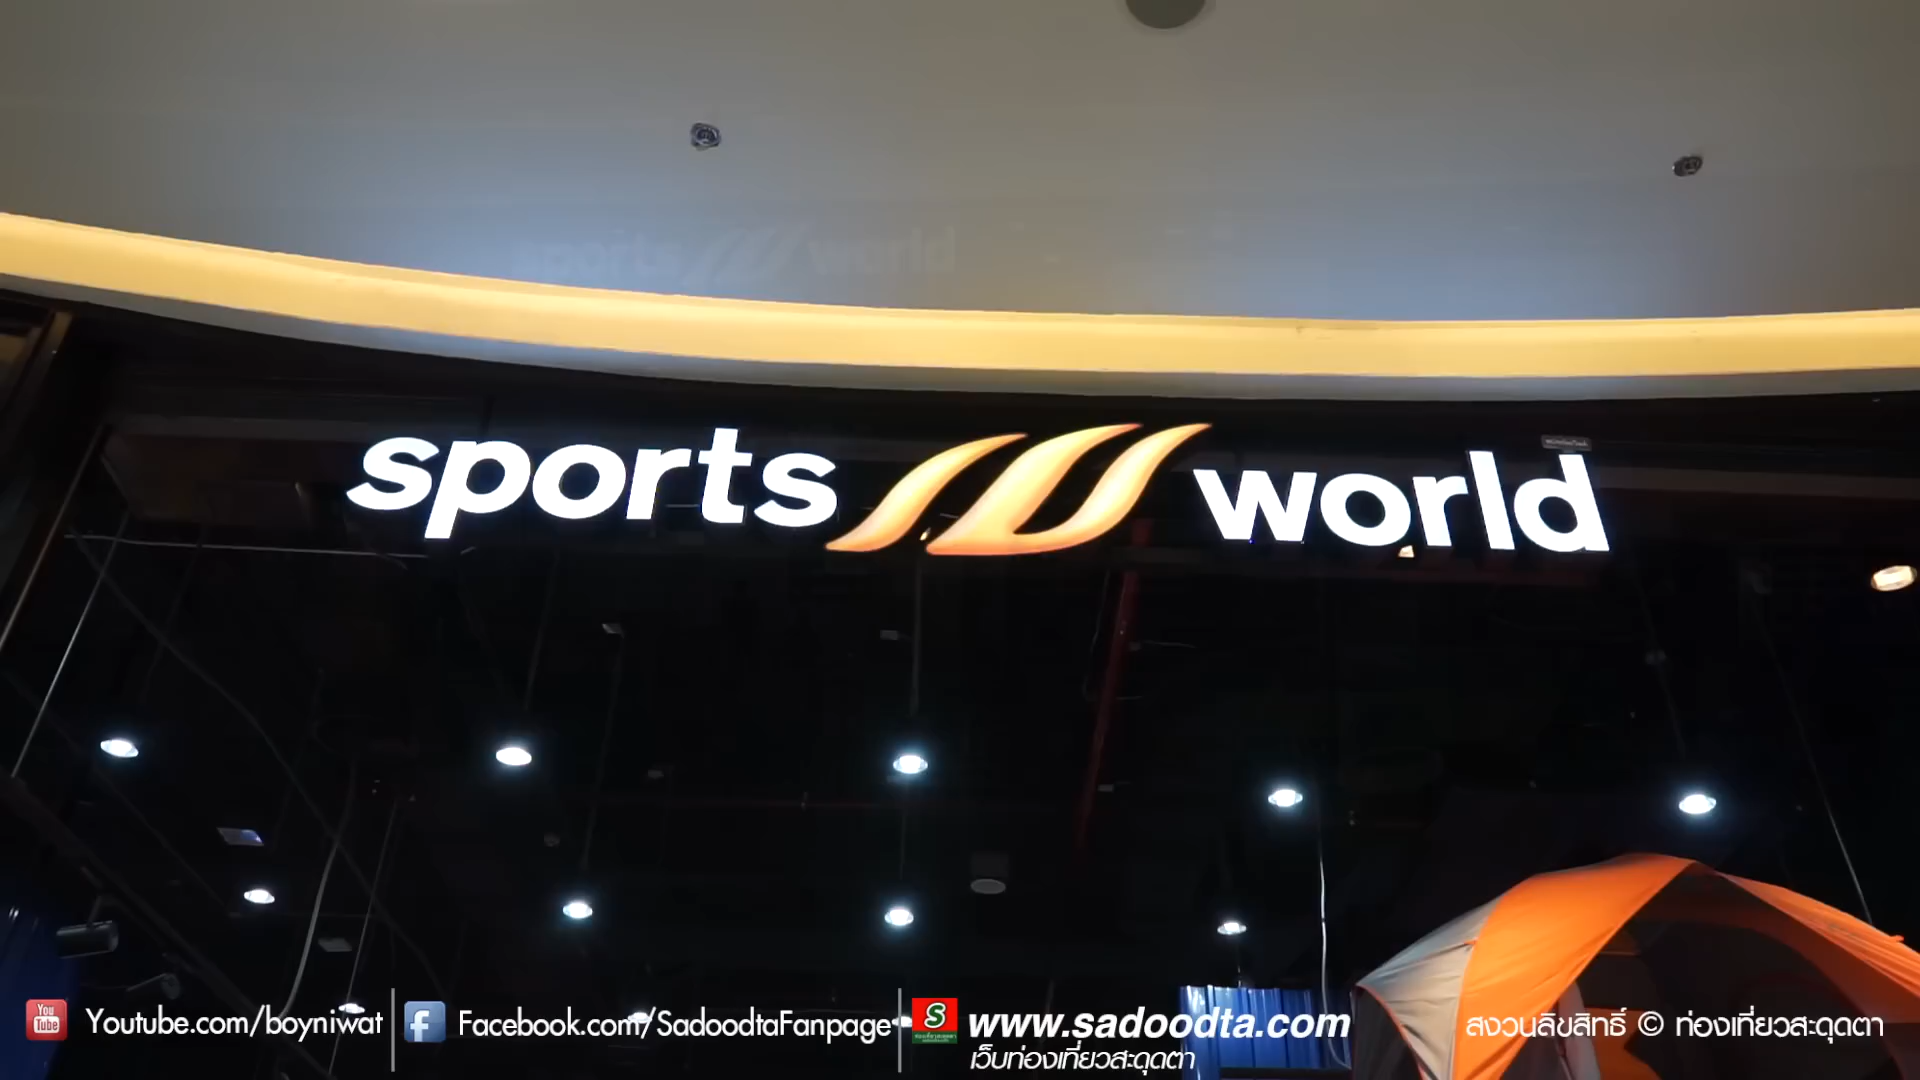 sports world
Youtube.com/boyniwat
Facebook.com/SadoodtaFanpage
www.sadoodta.com
เว็บท่องเที่ยวสะดุดตา
สงวนลิขสิทธิ์ © ท่องเที่ยวสะดุดตา